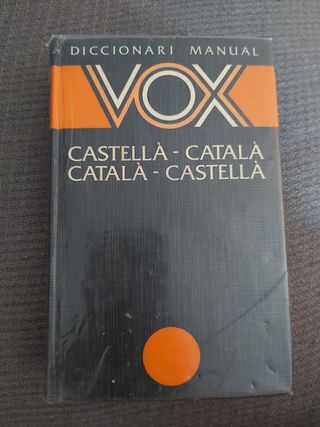 DICCIONARI MANUAL
VOX
CASTELLÀ - CATALÀ
CATALÀ - CASTELLÀ